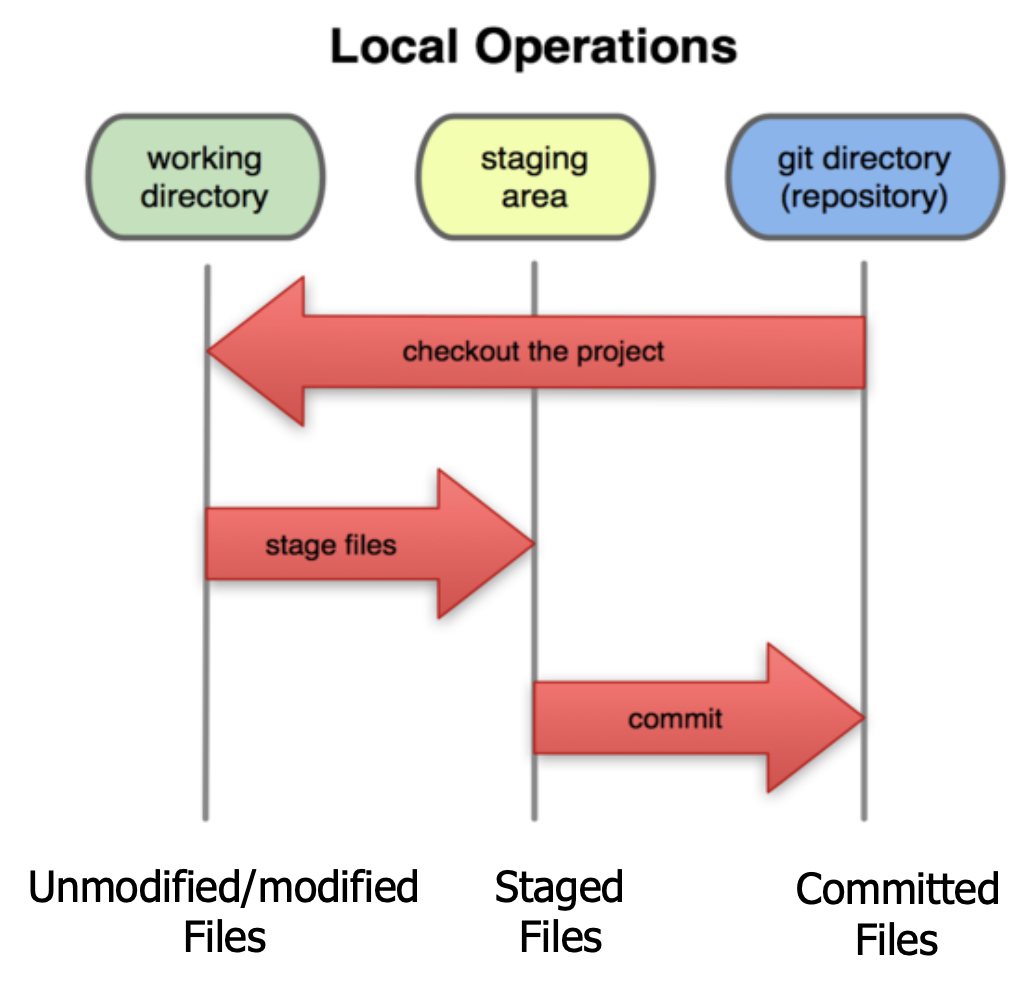 Local Operations
working
directory
staging
area
git directory
(repository)
checkout the project
stage files
commit
Unmodified/modified
Files
Staged
Files
Committed
Files